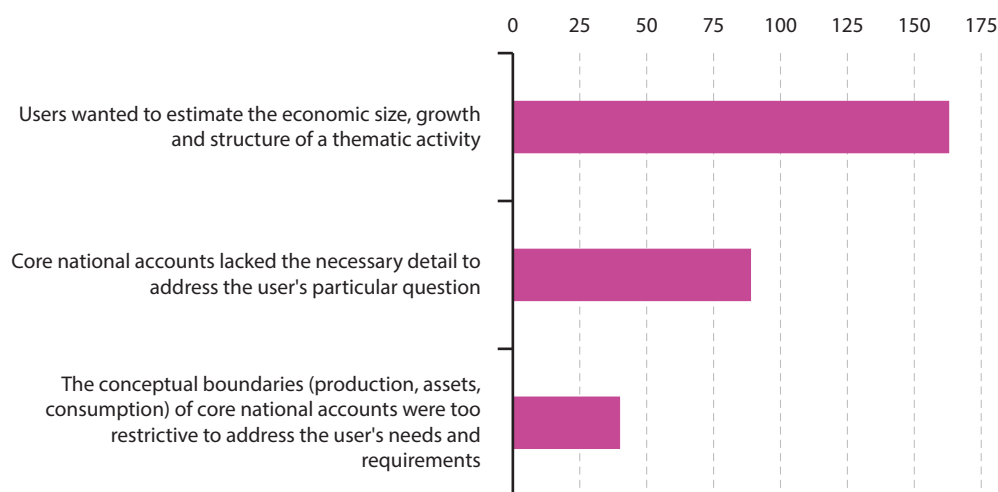 0 25 50 75 100 125 150 175
Users wanted to estimate the economic size, growth
and structure of a thematic activity
Core national accounts lacked the necessary detail to
address the user's particular question
The conceptual boundaries (production, assets,
consumption) of core national accounts were too
restrictive to address the user's needs and
requirements